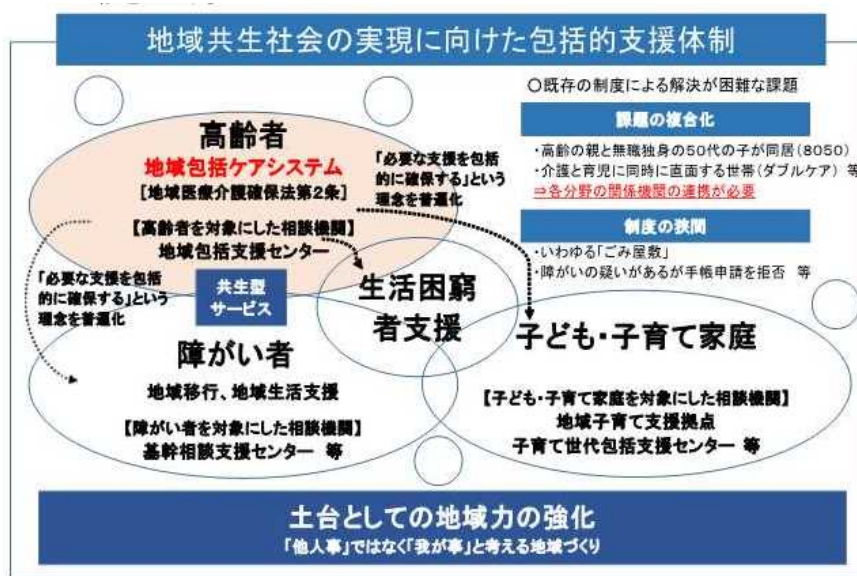 地域共生社会の実現に向けた包括的支援体制
高齢者
地域包括ケアシステム
[地域医療介護確保法第2条]
【高齢者を対象にした相談機関】
地域包括支援センター
「必要な支援を包括
的に確保する」という
理念を普遍化
〇既存の制度による解決が困難な課題
課題の複合化
・高齢の親と無職独身の50代の子が同居(8050)
・介護と育児に同時に直面する世帯(ダブルケア) 等
⇒各分野の関係機関の連携が必要
制度の狭間
・いわゆる「ごみ屋敷」
・障がいの疑いがあるが手帳申請を拒否 等
「必要な支援を包括
的に確保する」という
理念を普遍化
共生型
サービス
生活困窮
者支援
障がい者
地域移行、地域生活支援
【障がい者を対象にした相談機関】
基幹相談支援センター 等
子ども・子育て家庭
【子ども・子育て家庭を対象にした相談機関】
地域子育て支援拠点
子育て世代包括支援センター 等
土台としての地域力の強化
「他人事」ではなく「我が事」と考える地域づくり